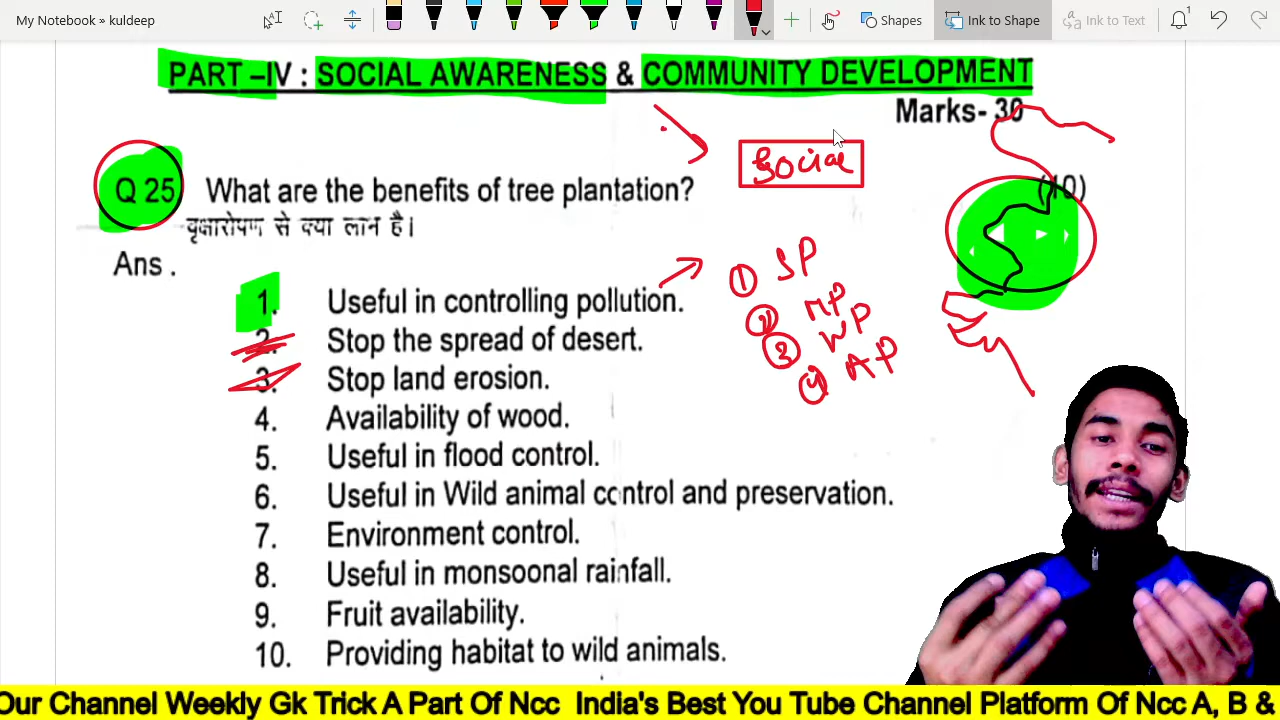 My Notebook » kuldeep
Shapes
Ink to Shape
Ink to Text
1
PART –IV : SOCIAL AWARENESS & COMMUNITY DEVELOPMENT
Marks- 30
Social
Q 25 What are the benefits of tree plantation? (10)
वृक्षारोपण से क्या लाभ है।
Ans .
1. Useful in controlling pollution.
2. Stop the spread of desert.
3. Stop land erosion.
4. Availability of wood.
5. Useful in flood control.
6. Useful in Wild animal control and preservation.
7. Environment control.
8. Useful in monsoonal rainfall.
9. Fruit availability.
10. Providing habitat to wild animals.
① SP
② NP
③ WP
④ AP
Our Channel Weekly Gk Trick A Part Of Ncc India's Best You Tube Channel Platform Of Ncc A, B &